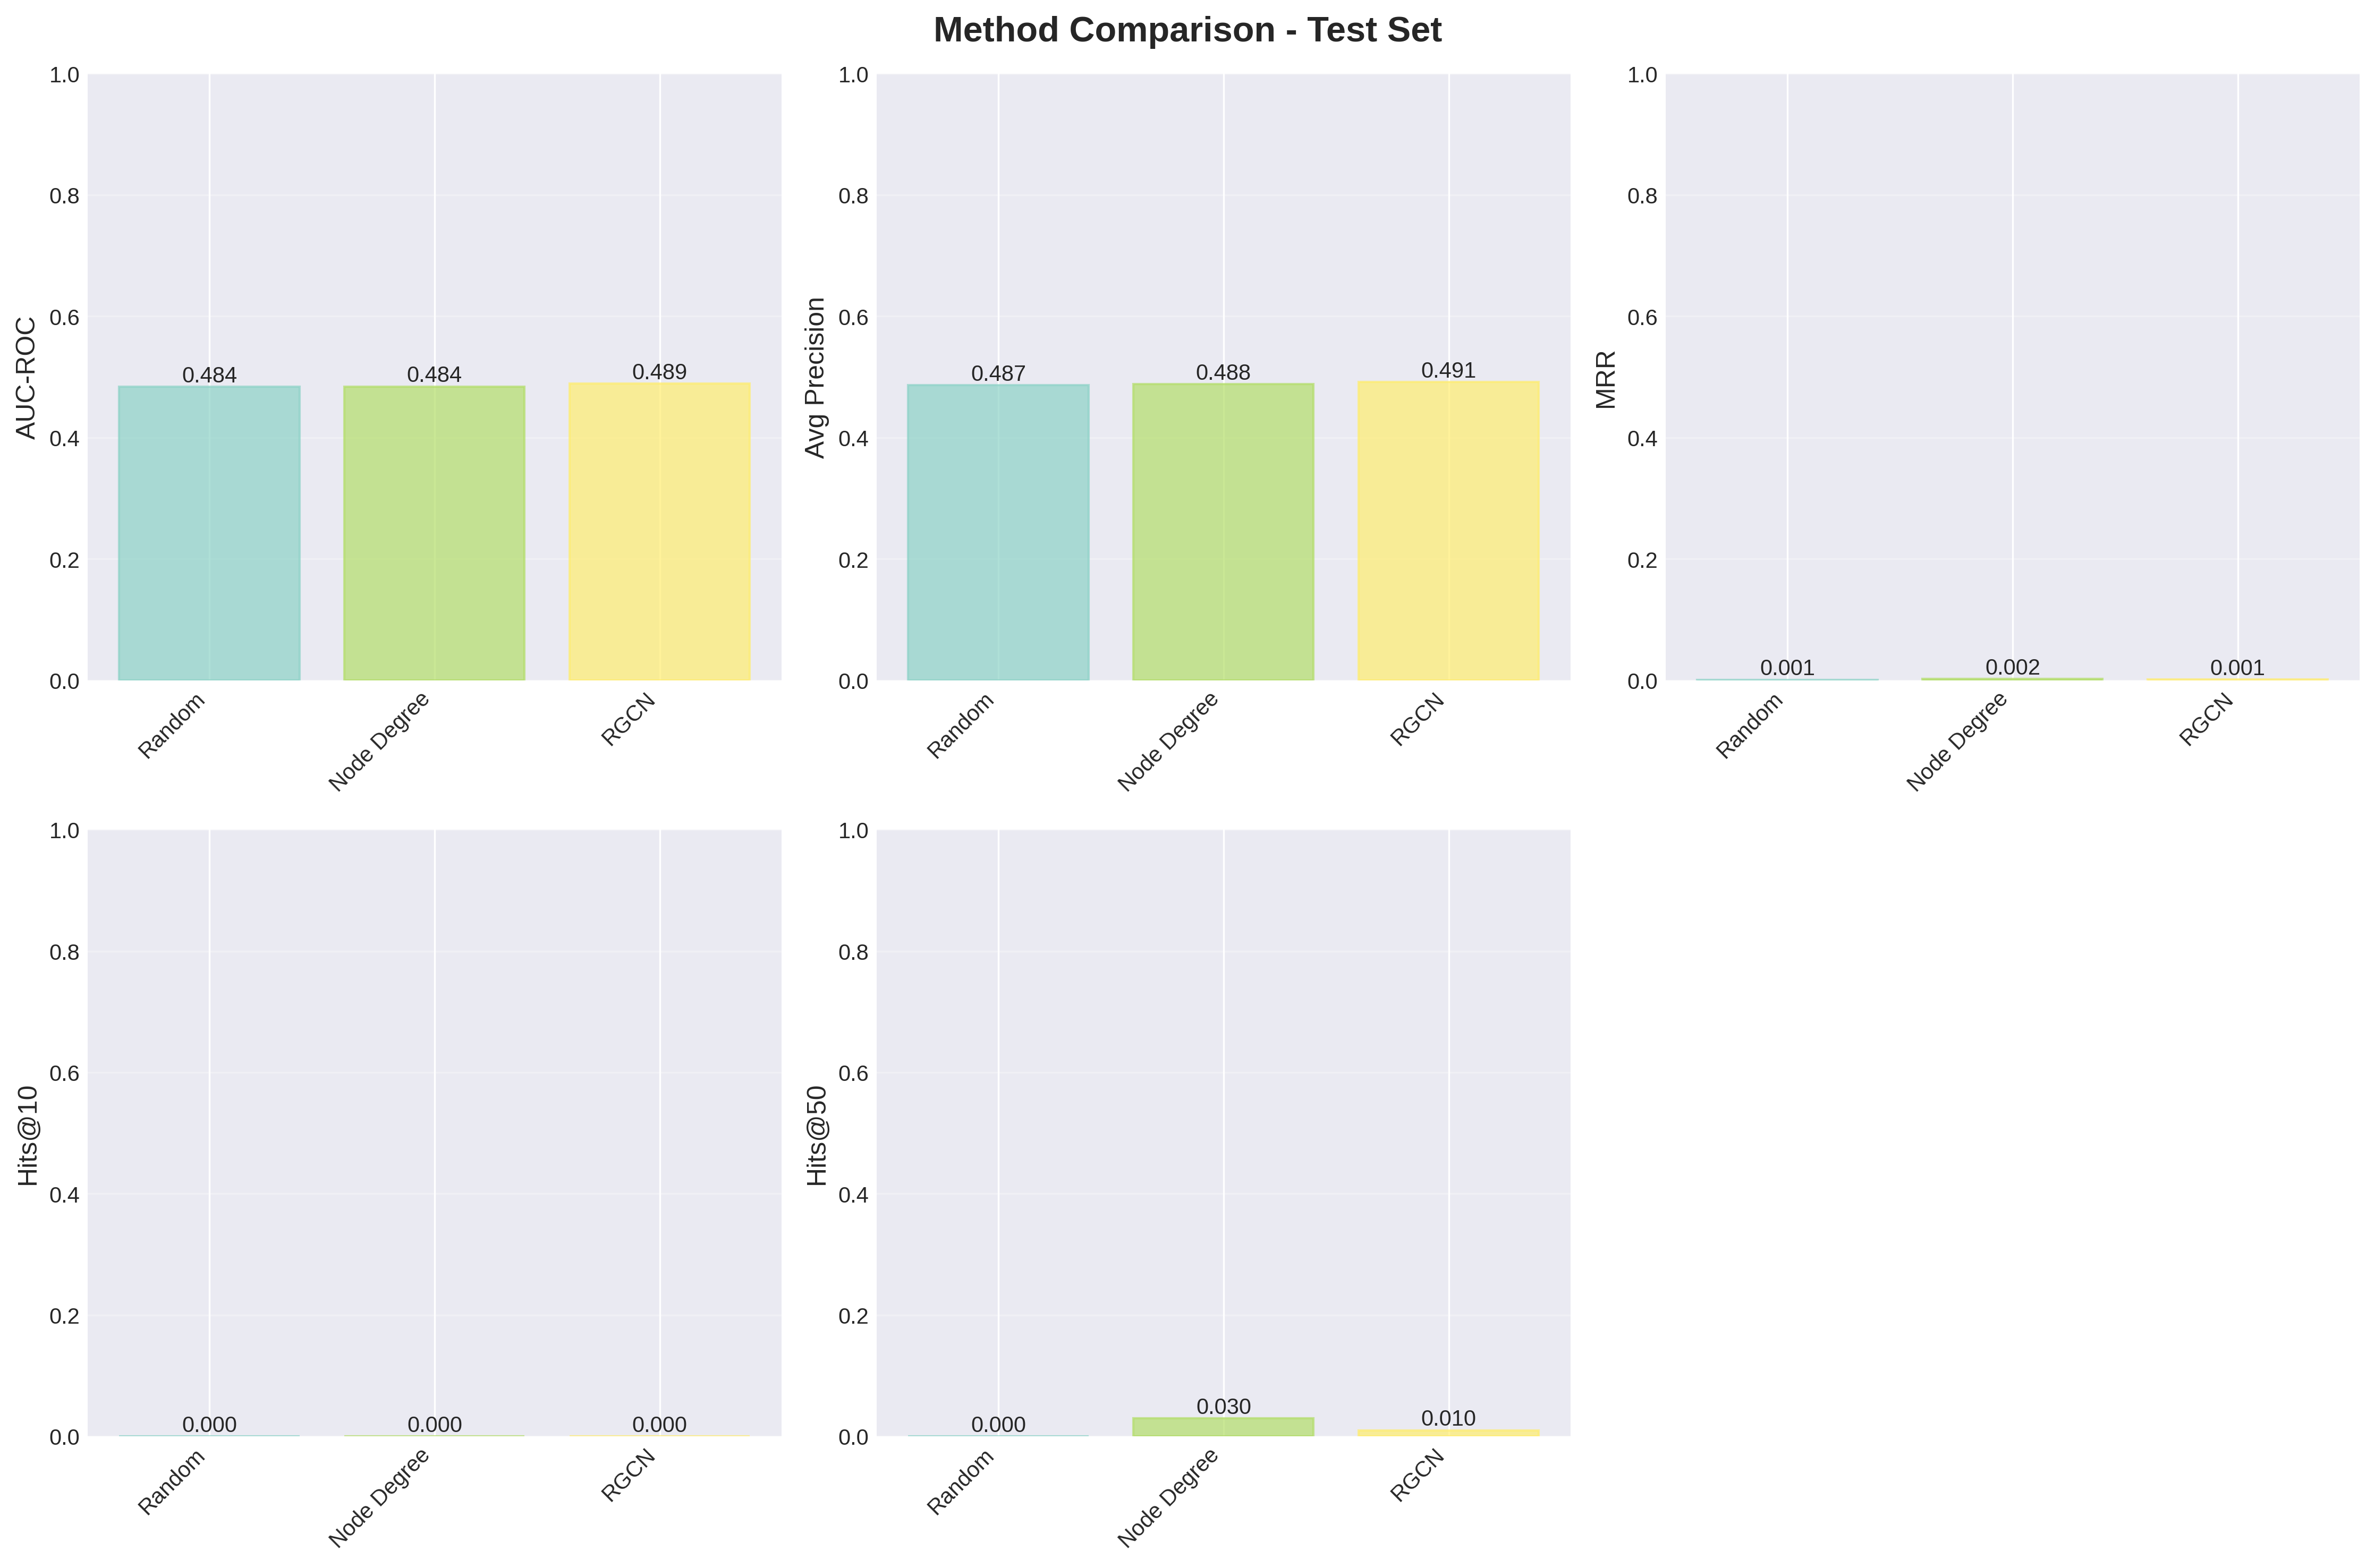 Method Comparison - Test Set
AUC-ROC
1.0
0.8
0.6
0.4
0.2
0.0
0.484
0.484
0.489
Random
Node Degree
RGCN
Avg Precision
1.0
0.8
0.6
0.4
0.2
0.0
0.487
0.488
0.491
Random
Node Degree
RGCN
MRR
1.0
0.8
0.6
0.4
0.2
0.0
0.001
0.002
0.001
Random
Node Degree
RGCN
Hits@10
1.0
0.8
0.6
0.4
0.2
0.0
0.000
0.000
0.000
Random
Node Degree
RGCN
Hits@50
1.0
0.8
0.6
0.4
0.2
0.0
0.000
0.030
0.010
Random
Node Degree
RGCN